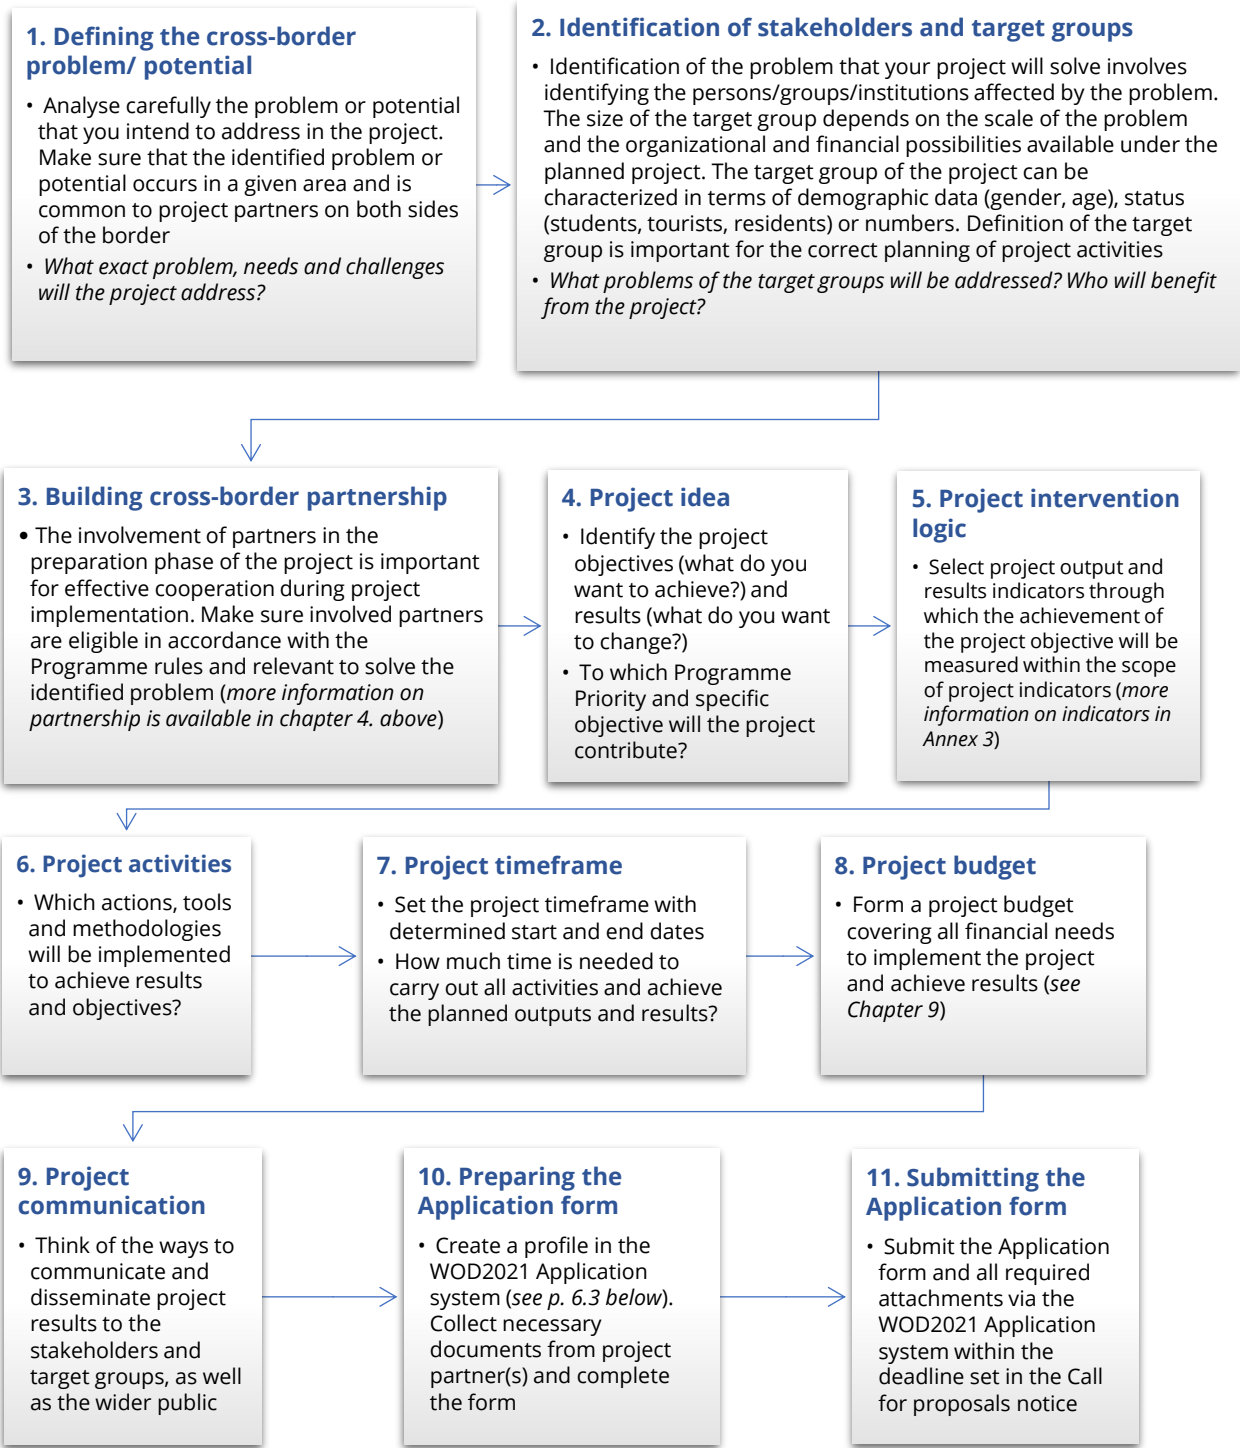 1. Defining the cross-border
problem/ potential
• Analyse carefully the problem or potential
that you intend to address in the project.
Make sure that the identified problem or
potential occurs in a given area and is
common to project partners on both sides
of the border
• What exact problem, needs and challenges
will the project address?
2. Identification of stakeholders and target groups
• Identification of the problem that your project will solve involves
identifying the persons/groups/institutions affected by the problem.
The size of the target group depends on the scale of the problem
and the organizational and financial possibilities available under the
planned project. The target group of the project can be
characterized in terms of demographic data (gender, age), status
(students, tourists, residents) or numbers. Definition of the target
group is important for the correct planning of project activities
• What problems of the target groups will be addressed? Who will benefit
from the project?
3. Building cross-border partnership
• The involvement of partners in the
preparation phase of the project is important
for effective cooperation during project
implementation. Make sure involved partners
are eligible in accordance with the
Programme rules and relevant to solve the
identified problem (more information on
partnership is available in chapter 4. above)
4. Project idea
• Identify the project
objectives (what do you
want to achieve?) and
results (what do you want
to change?)
• To which Programme
Priority and specific
objective will the project
contribute?
5. Project intervention
logic
• Select project output and
results indicators through
which the achievement of
the project objective will be
measured within the scope
of project indicators (more
information on indicators in
Annex 3)
6. Project activities
• Which actions, tools
and methodologies
will be implemented
to achieve results
and objectives?
7. Project timeframe
• Set the project timeframe with
determined start and end dates
• How much time is needed to
carry out all activities and achieve
the planned outputs and results?
8. Project budget
• Form a project budget
covering all financial needs
to implement the project
and achieve results (see
Chapter 9)
9. Project
communication
• Think of the ways to
communicate and
disseminate project
results to the
stakeholders and
target groups, as well
as the wider public
10. Preparing the
Application form
• Create a profile in the
WOD2021 Application
system (see p. 6.3 below).
Collect necessary
documents from project
partner(s) and complete
the form
11. Submitting the
Application form
• Submit the Application
form and all required
attachments via the
WOD2021 Application
system within the
deadline set in the Call
for proposals notice